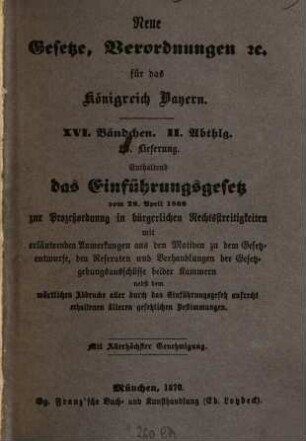 Neue
Gesetze, Verordnungen ꝛc.
für das
Königreich Bayern.
XVI. Bändchen. II. Abthlg.
Lieferung.
Enthaltend
das Einführungsgesetz
vom 29. April 1869
zur Prozeßordnung in bürgerlichen Rechtsstreitigkeiten
mit
erläuternden Anmerkungen aus den Motiven zu dem Gesetz-
entwurfe, den Referaten und Verhandlungen der Gesetz-
gebungsausschüsse beider Kammern
nebst dem
wörtlichen Abdrucke aller durch das Einführungsgesetz aufrecht
erhaltenen älteren gesetzlichen Bestimmungen.
Mit Allerhöchster Genehmigung.
München, 1870.
Gg. Franz'sche Buch- und Kunsthandlung (Ch. Luybeck).